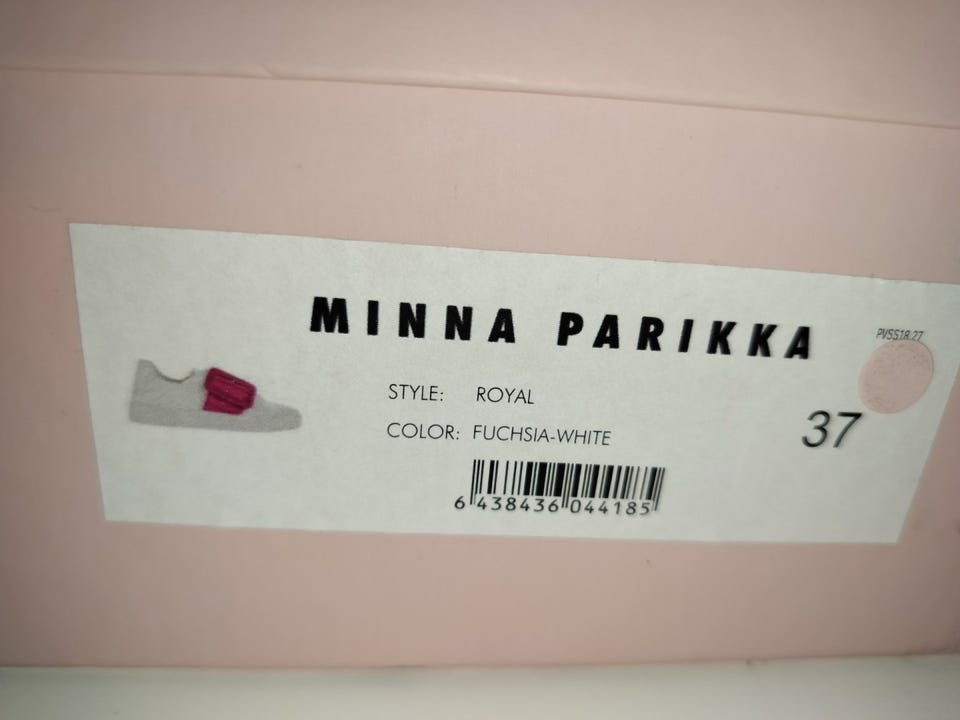 MINNA PARIKKA
PVSS18.27
STYLE: ROYAL
COLOR: FUCHSIA-WHITE
37
6 438436 044185